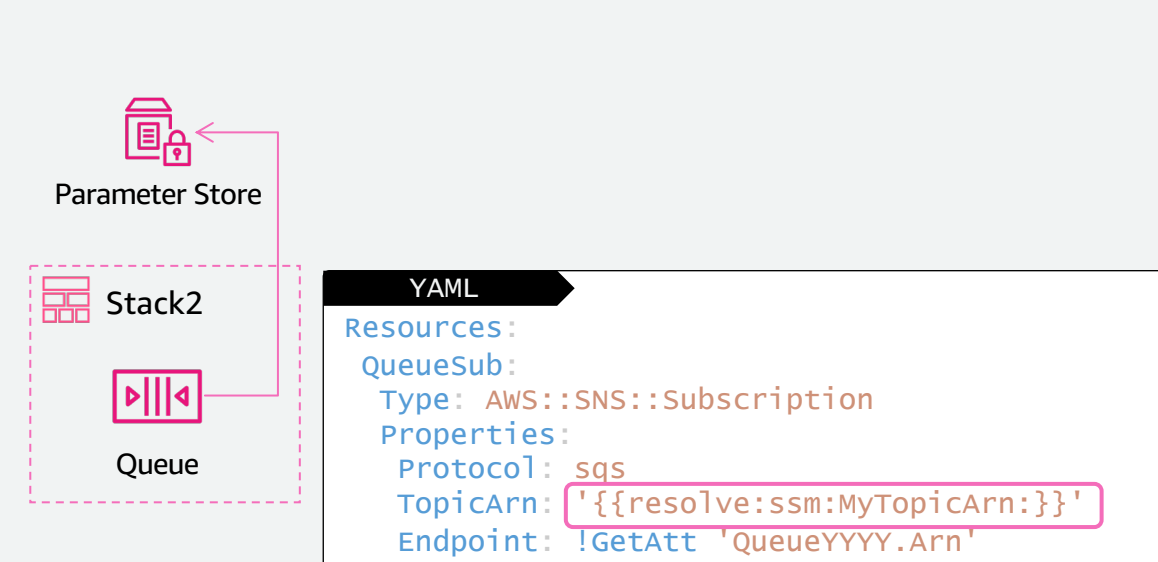 Parameter Store
Stack2
Queue
YAML
Resources:
QueueSub:
Type: AWS::SNS::Subscription
Properties:
Protocol: sqs
TopicArn: '{{resolve:ssm:MyTopicArn:}}'
Endpoint: !GetAtt 'QueueYYYY.Arn'